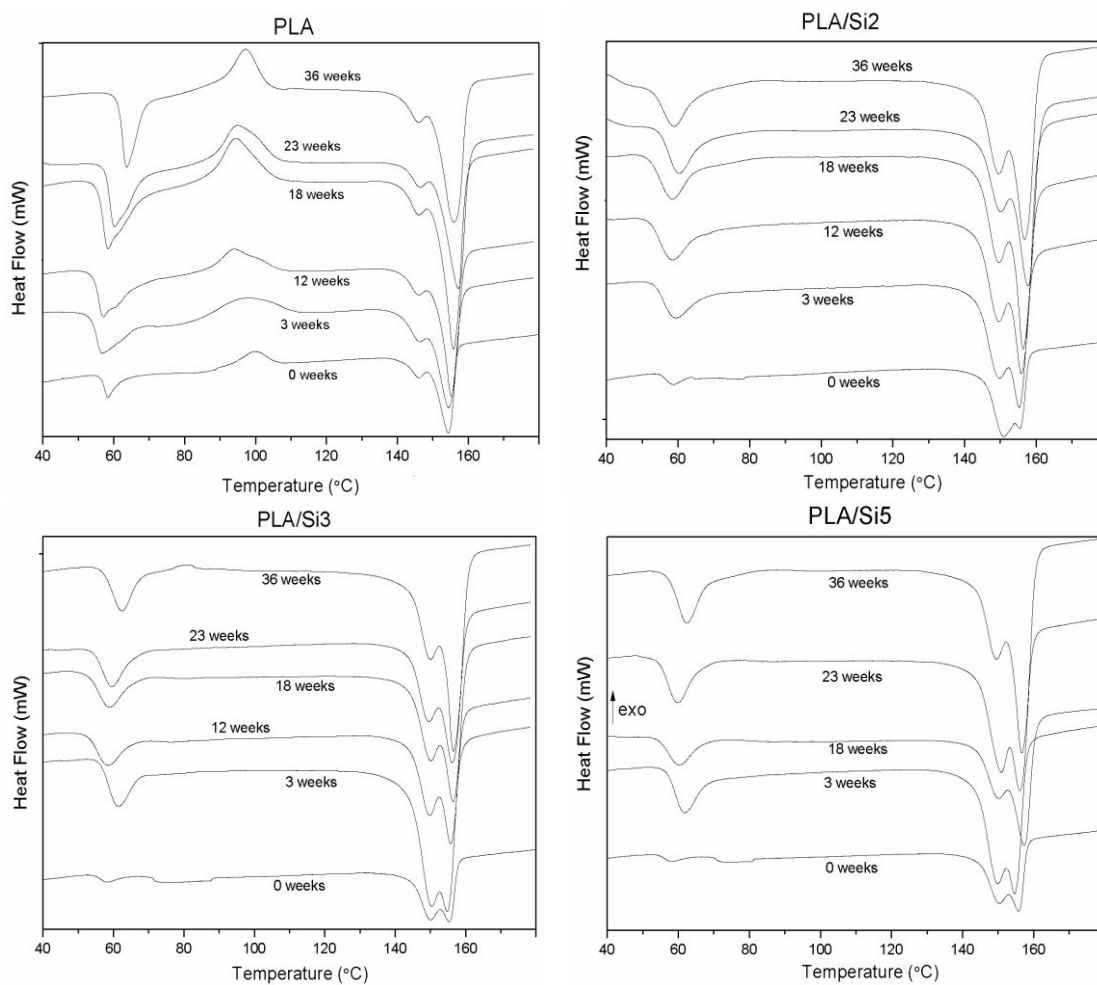 PLA
Heat Flow (mW)
36 weeks
23 weeks
18 weeks
12 weeks
3 weeks
0 weeks
40 60 80 100 120 140 160
Temperature (°C)
PLA/Si2
Heat Flow (mW)
36 weeks
23 weeks
18 weeks
12 weeks
3 weeks
0 weeks
40 60 80 100 120 140 160
Temperature (°C)
PLA/Si3
Heat Flow (mW)
36 weeks
23 weeks
18 weeks
12 weeks
3 weeks
0 weeks
40 60 80 100 120 140 160
Temperature (°C)
PLA/Si5
Heat Flow (mW)
exo
36 weeks
23 weeks
18 weeks
3 weeks
0 weeks
40 60 80 100 120 140 160
Temperature (°C)